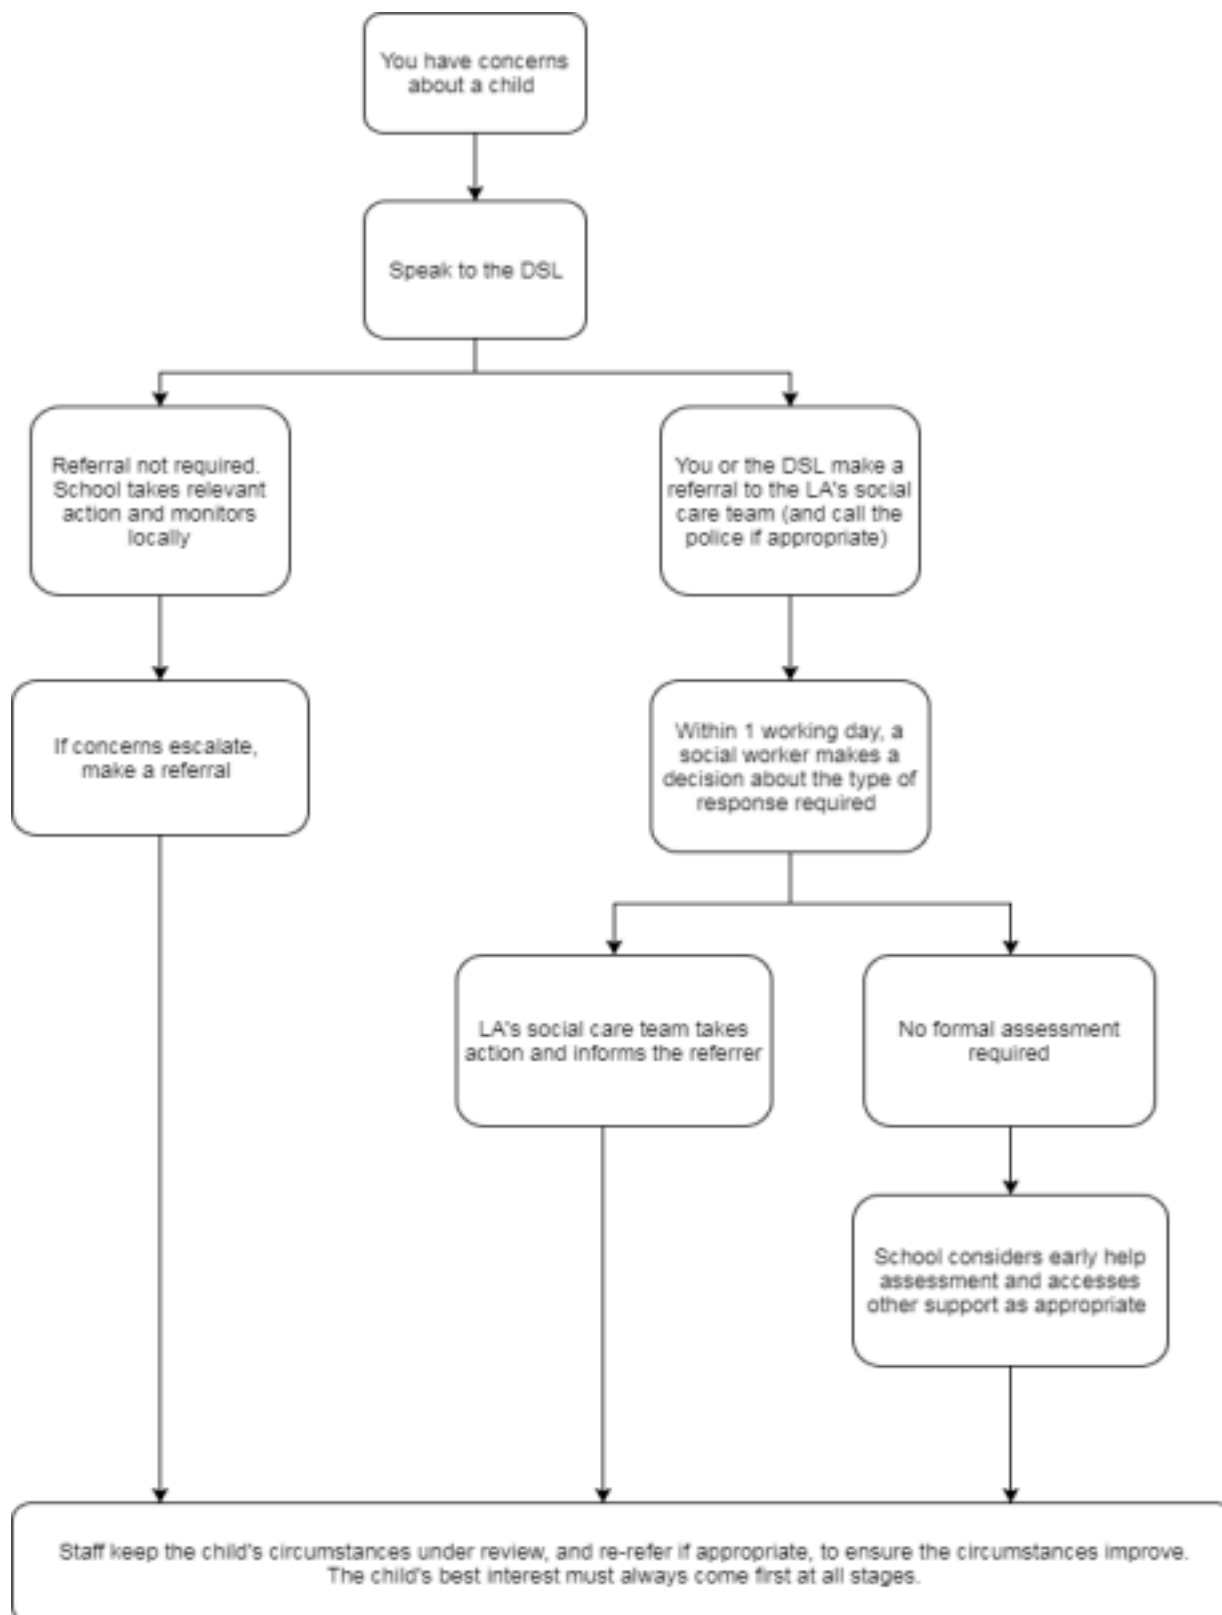 You have concerns
about a child
Speak to the DSL
Referral not required.
School takes relevant
action and monitors
locally
You or the DSL make a
referral to the LA's social
care team (and call the
police if appropriate)
If concerns escalate,
make a referral
Within 1 working day, a
social worker makes a
decision about the type of
response required
LA's social care team takes
action and informs the referrer
No formal assessment
required
School considers early help
assessment and accesses
other support as appropriate
Staff keep the child's circumstances under review, and re-refer if appropriate, to ensure the circumstances improve.
The child's best interest must always come first at all stages.